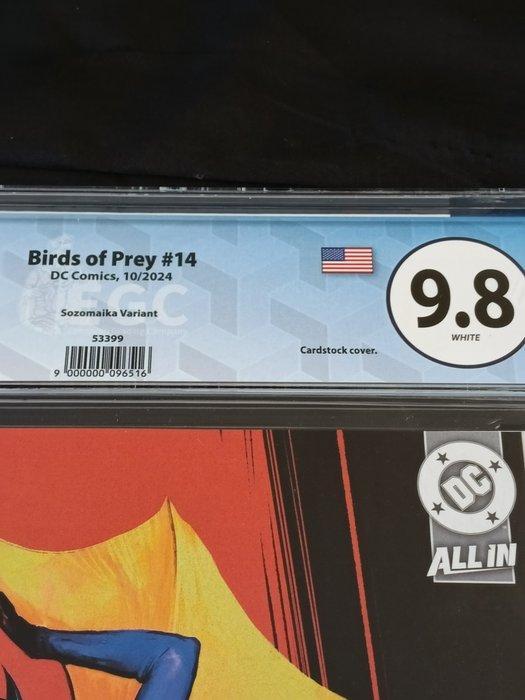 Birds of Prey #14
DC Comics, 10/2024
EGC
Sozomaika Variant
53399
9 000000 096516
Cardstock cover.
9.8
WHITE
DC
ALL IN